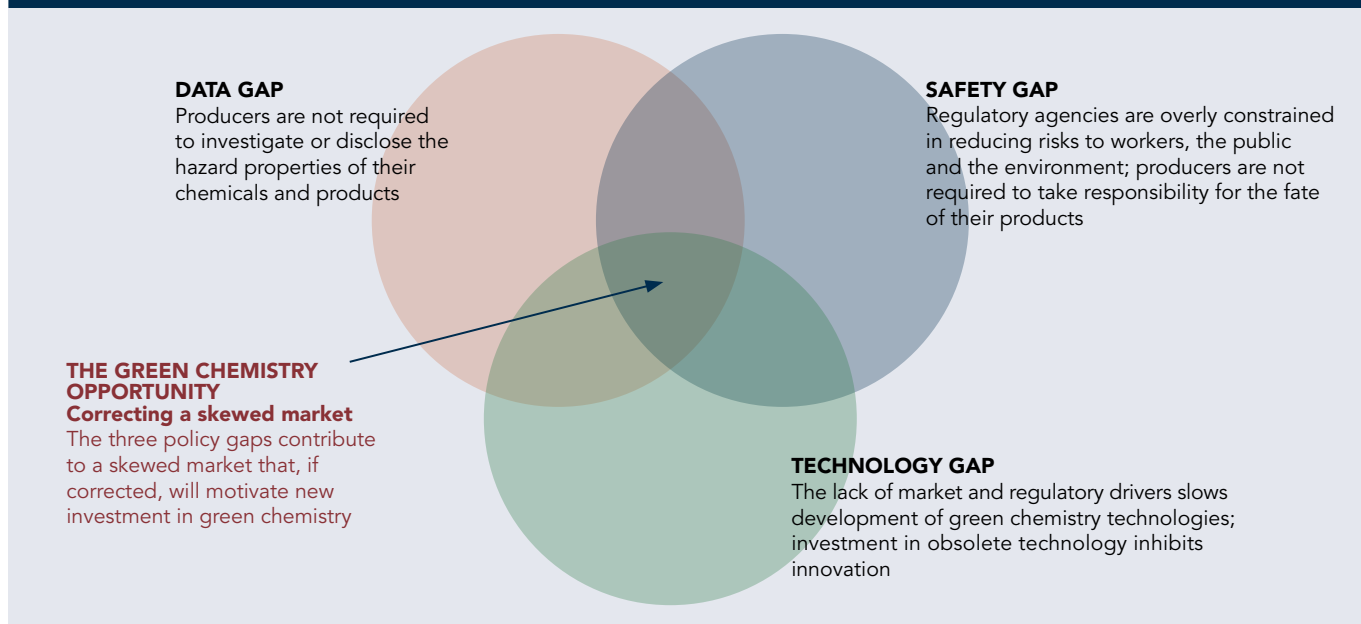 DATA GAP
Producers are not required
to investigate or disclose the
hazard properties of their
chemicals and products
SAFETY GAP
Regulatory agencies are overly constrained
in reducing risks to workers, the public
and the environment; producers are not
required to take responsibility for the fate
of their products
THE GREEN CHEMISTRY
OPPORTUNITY
Correcting a skewed market
The three policy gaps contribute
to a skewed market that, if
corrected, will motivate new
investment in green chemistry
TECHNOLOGY GAP
The lack of market and regulatory drivers slows
development of green chemistry technologies;
investment in obsolete technology inhibits
innovation